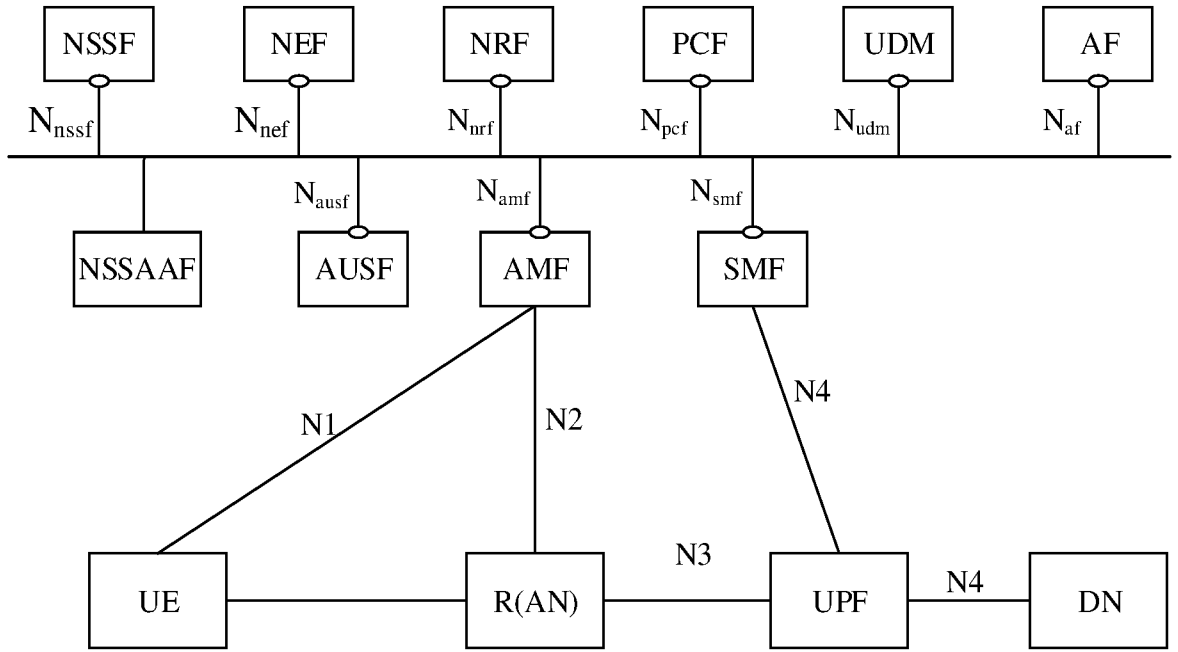 NSSF NEF NRF PCF UDM AF
Nnssf Nnef Nnrf Npcf Nudm Naf
Nausf Namf Nsmf
NSSAAF AUSF AMF SMF
N1 N2 N4
N3
N4
UE R(AN) UPF DN